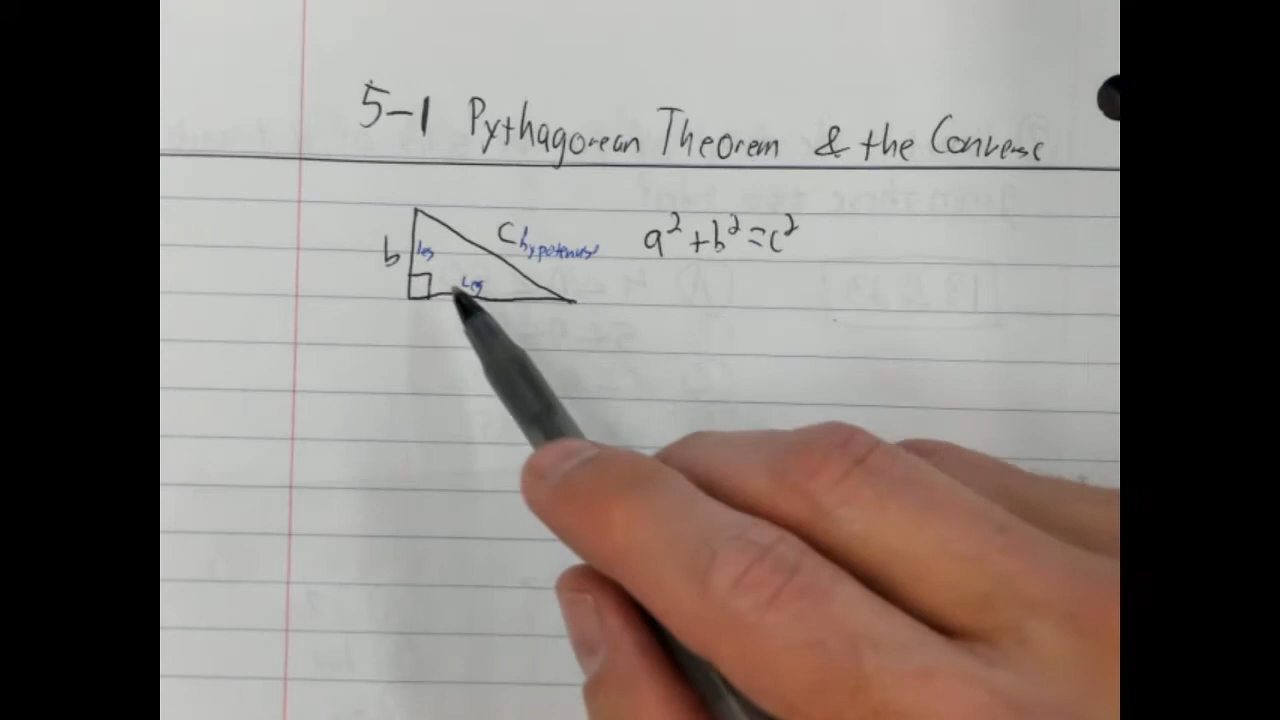 5-1 Pythagorean Theorem & the Converse
b leg C hypotenuse a² + b² = c²
Leg